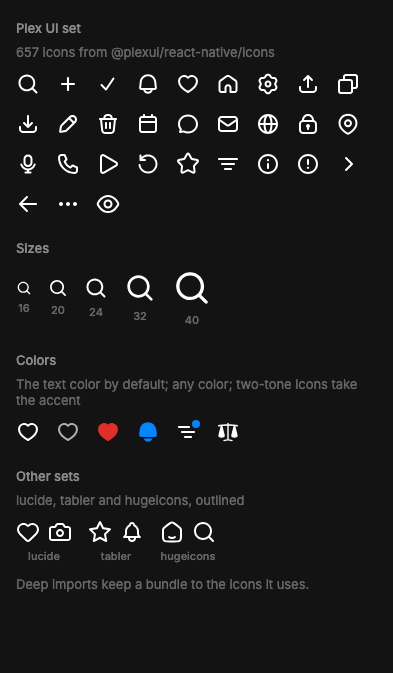 Plex UI set
657 icons from @plexui/react-native/icons
Sizes
16 20 24 32 40
Colors
The text color by default; any color; two-tone icons take
the accent
Other sets
lucide, tabler and hugeicons, outlined
lucide tabler hugeicons
Deep imports keep a bundle to the icons it uses.